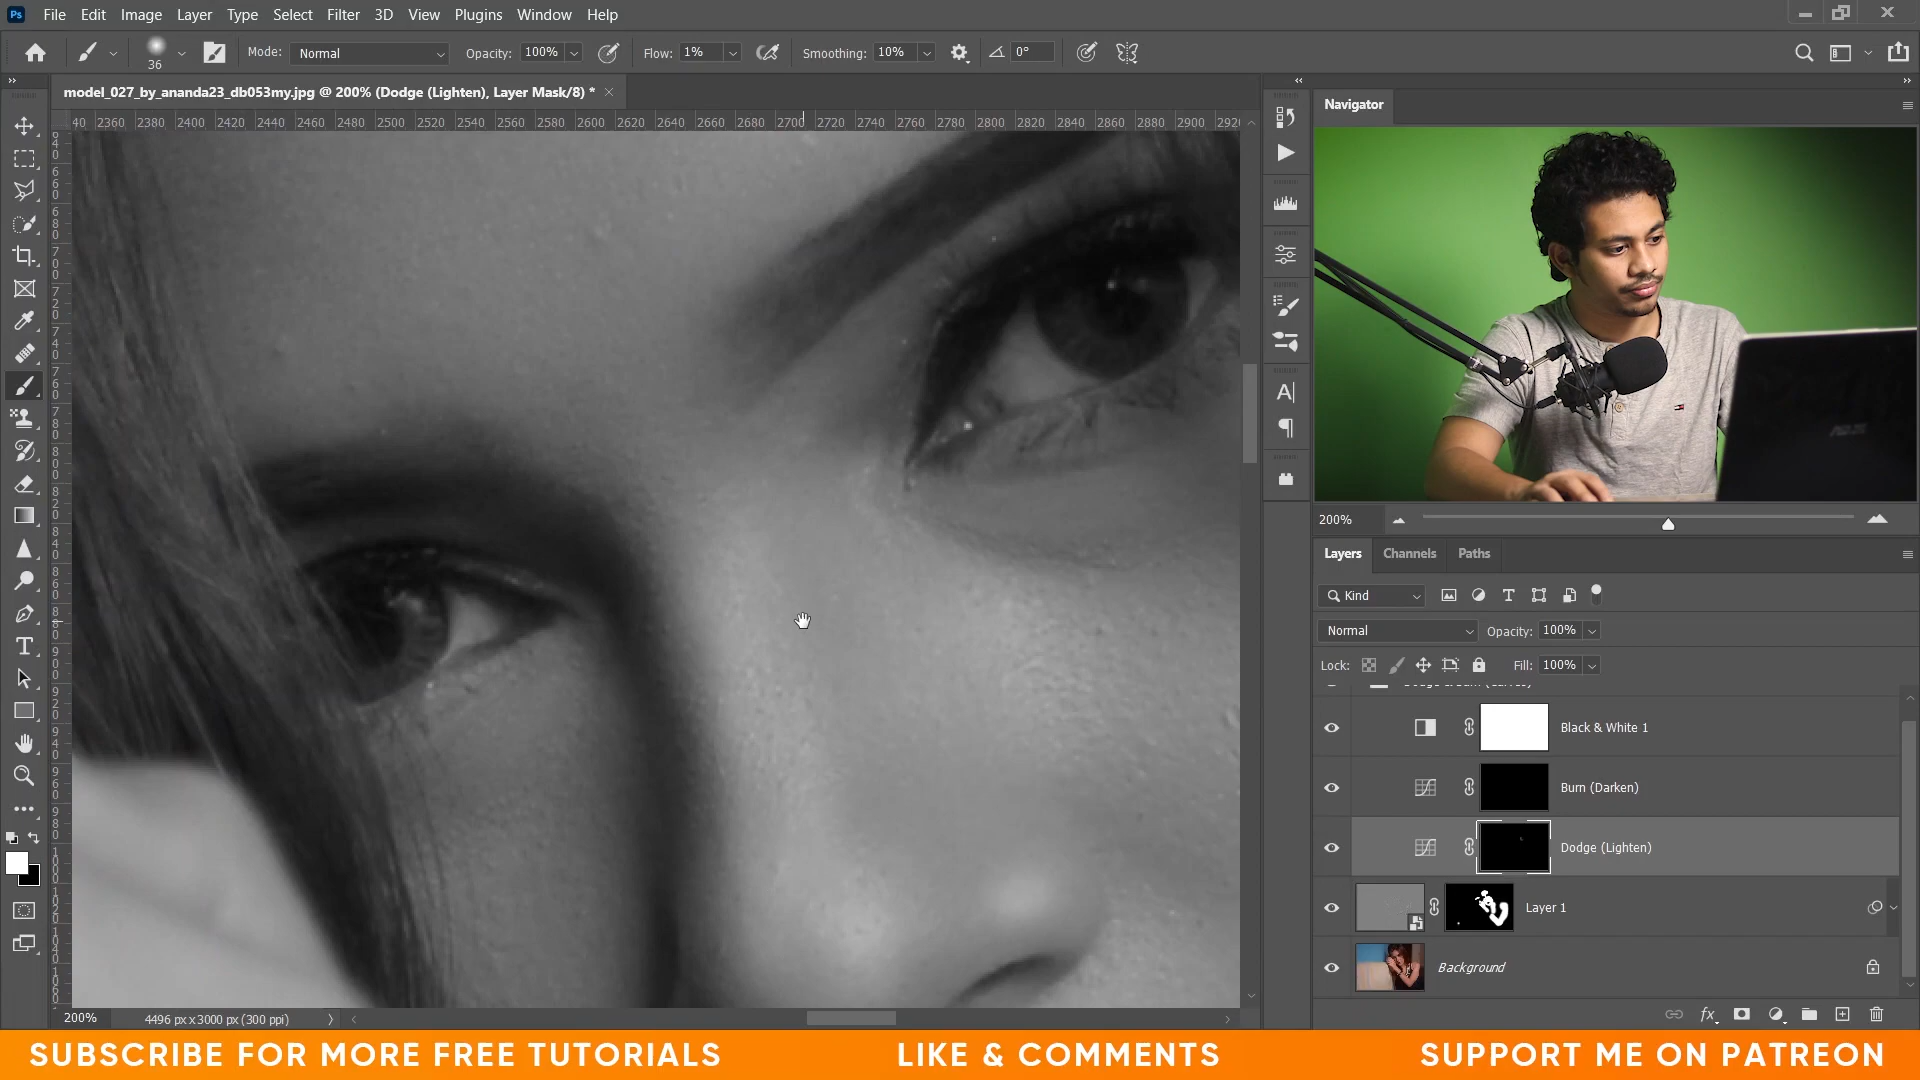 Ps File Edit Image Layer Type Select Filter 3D View Plugins Window Help
36 Mode: Normal Opacity: 100% Flow: 1% Smoothing: 10% 0°
model_027_by_ananda23_db053my.jpg @ 200% (Dodge (Lighten), Layer Mask/8) * ×
40 2360 2380 2400 2420 2440 2460 2480 2500 2520 2540 2560 2580 2600 2620 2640 2660 2680 2700 2720 2740 2760 2780 2800 2820 2840 2860 2880 2900 2920
Navigator
200%
Layers Channels Paths
Kind
Normal Opacity: 100%
Lock: Fill: 100%
Black & White 1
Burn (Darken)
Dodge (Lighten)
Layer 1
Background
200% 4496 px x 3000 px (300 ppi)
SUBSCRIBE FOR MORE FREE TUTORIALS LIKE & COMMENTS SUPPORT ME ON PATREON